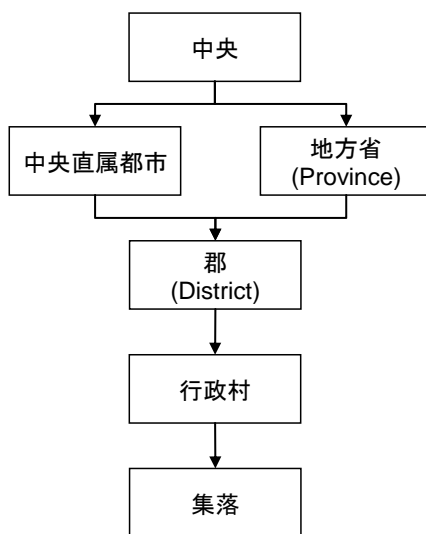 中央
中央直属都市
地方省
(Province)
郡
(District)
行政村
集落